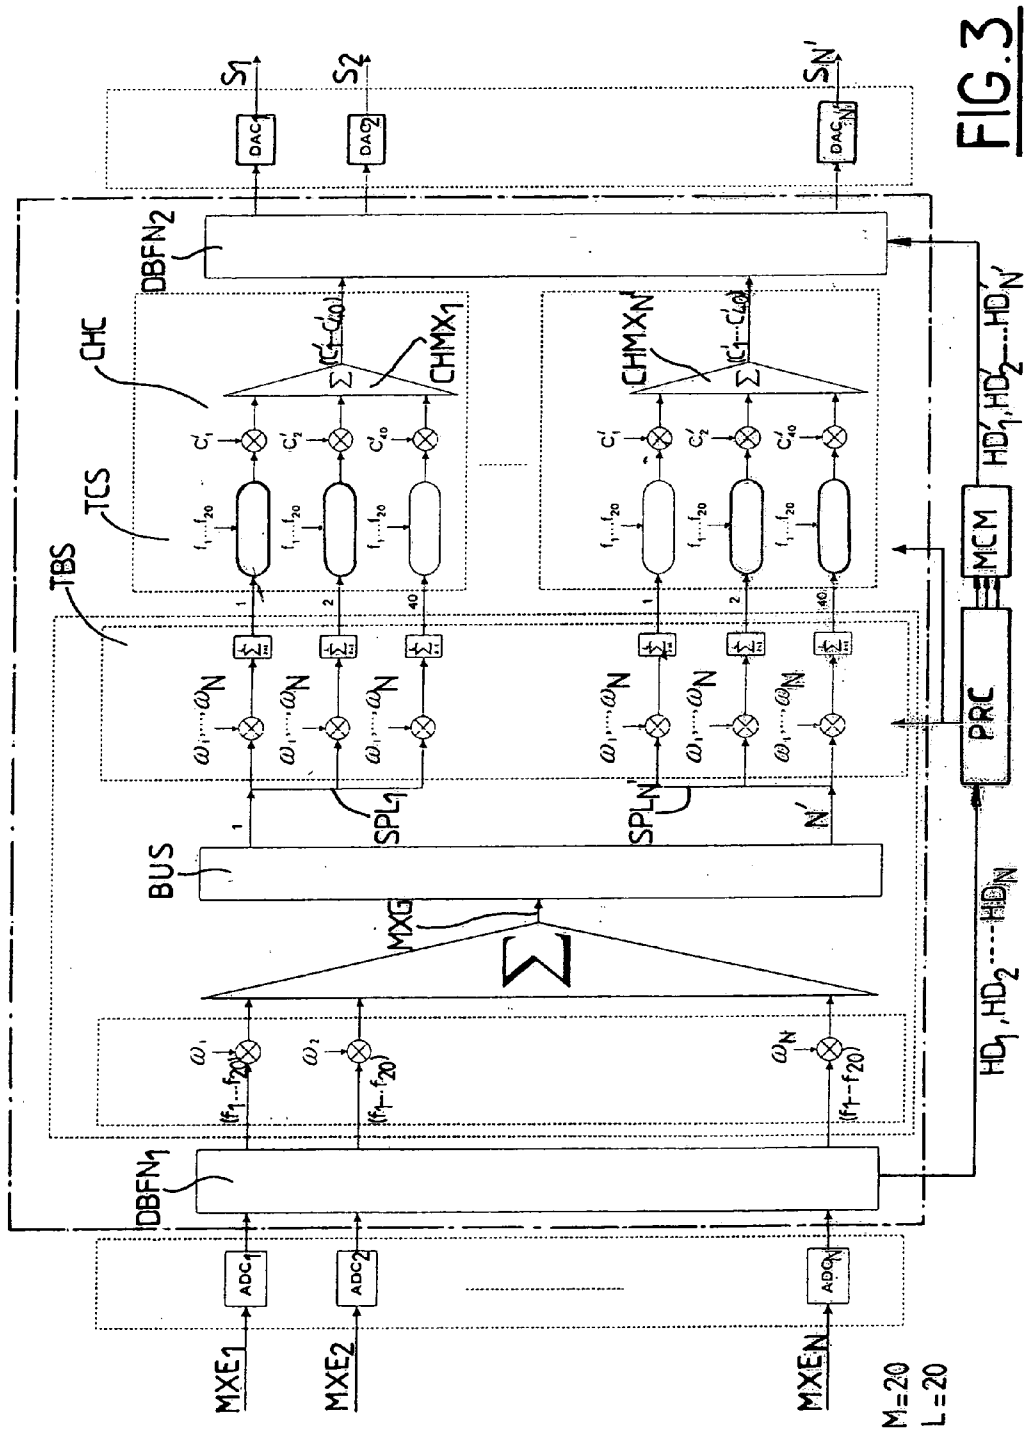 FIG.3
MXE1
MXE2
MXEN
ADC1
ADC2
ADCN
DBFN1
(f1...f20)
(f1...f20)
(f1...f20)
ω1
ω2
ωN
Σ
MXG
BUS
1
N'
SPL1
SPLN'
TBS
ω1...ωN
ω1...ωN
ω1...ωN
ω1...ωN
ω1...ωN
ω1...ωN
Σ
Σ
Σ
Σ
Σ
Σ
1
2
40
1
2
40
TCS
f1...f20
f1...f20
f1...f20
f1...f20
f1...f20
f1...f20
CHC
C'1
C'2
C'40
C'1
C'2
C'40
Σ
Σ
CHMX1
CHMXN'
(C'1...C'40)
(C'1...C'40)
DBFN2
DAC1
DAC2
DACN'
S1
S2
SN'
HD1, HD2 ...... HDN
PRC
MCM
HD'1, HD'2 ...... HD'N'
M=20
L=20